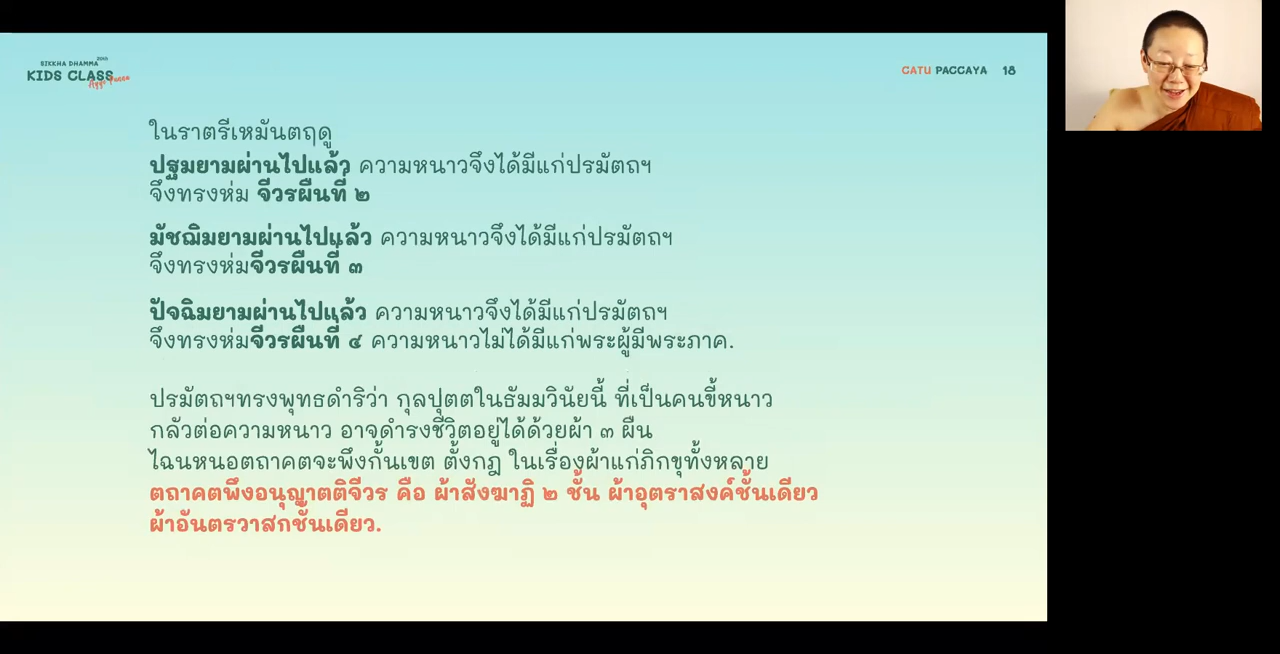 SIKKHA DHAMMA 20th
KIDS CLASS
CATU PACCAYA 18
ในราตรีเหมันตฤดู
ปฐมยามผ่านไปแล้ว ความหนาวจึงได้มีแก่ปรมัตถฯ
จึงทรงห่ม จีวรผืนที่ ๒
มัชฌิมยามผ่านไปแล้ว ความหนาวจึงได้มีแก่ปรมัตถฯ
จึงทรงห่มจีวรผืนที่ ๓
ปัจฉิมยามผ่านไปแล้ว ความหนาวจึงได้มีแก่ปรมัตถฯ
จึงทรงห่มจีวรผืนที่ ๔ ความหนาวไม่ได้มีแก่พระผู้มีพระภาค.
ปรมัตถฯทรงพุทธดำริว่า กุลปุตตในธัมมวินัยนี้ ที่เป็นคนขี้หนาว
กลัวต่อความหนาว อาจดำรงชีวิตอยู่ได้ด้วยผ้า ๓ ผืน
ไฉนหนอตถาคตจะพึงกั้นเขต ตั้งกฎ ในเรื่องผ้าแก่ภิกขุทั้งหลาย
ตถาคตพึงอนุญาตติจีวร คือ ผ้าสังฆาฏิ ๒ ชั้น ผ้าอุตราสงค์ชั้นเดียว
ผ้าอันตรวาสกชั้นเดียว.